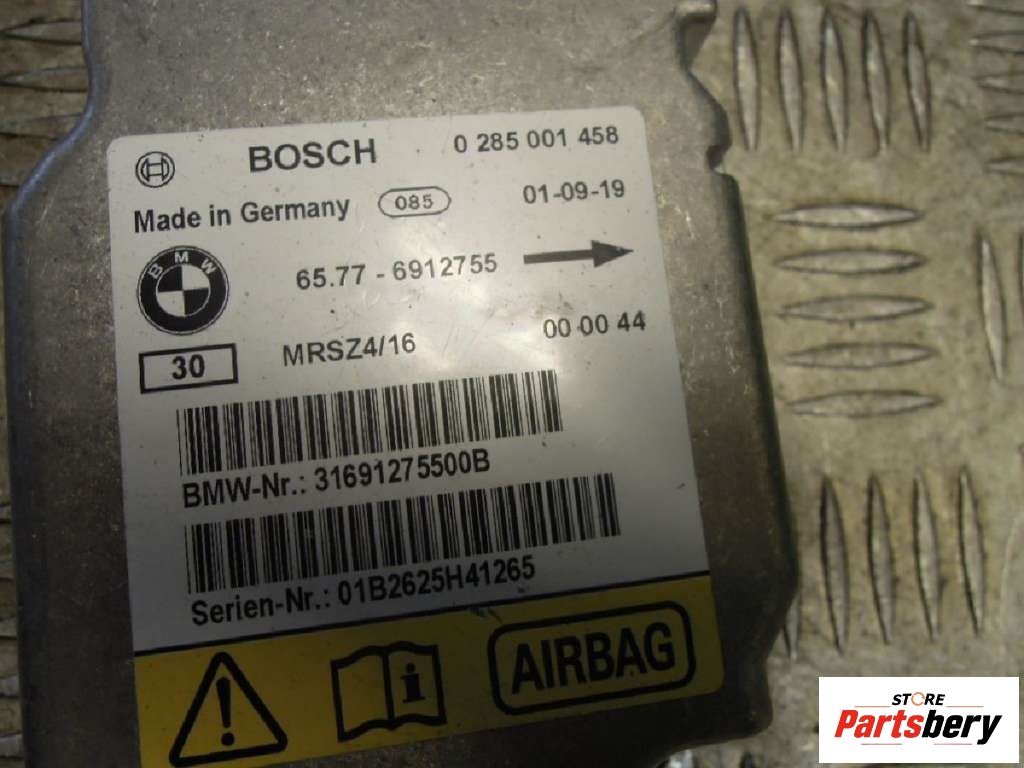 BOSCH 0 285 001 458
Made in Germany 085 01-09-19
BMW 65.77 - 6912755
30 MRSZ4/16 00 00 44
BMW-Nr.: 31691275500B
Serien-Nr.: 01B2625H41265
AIRBAG
STORE
Partsbery